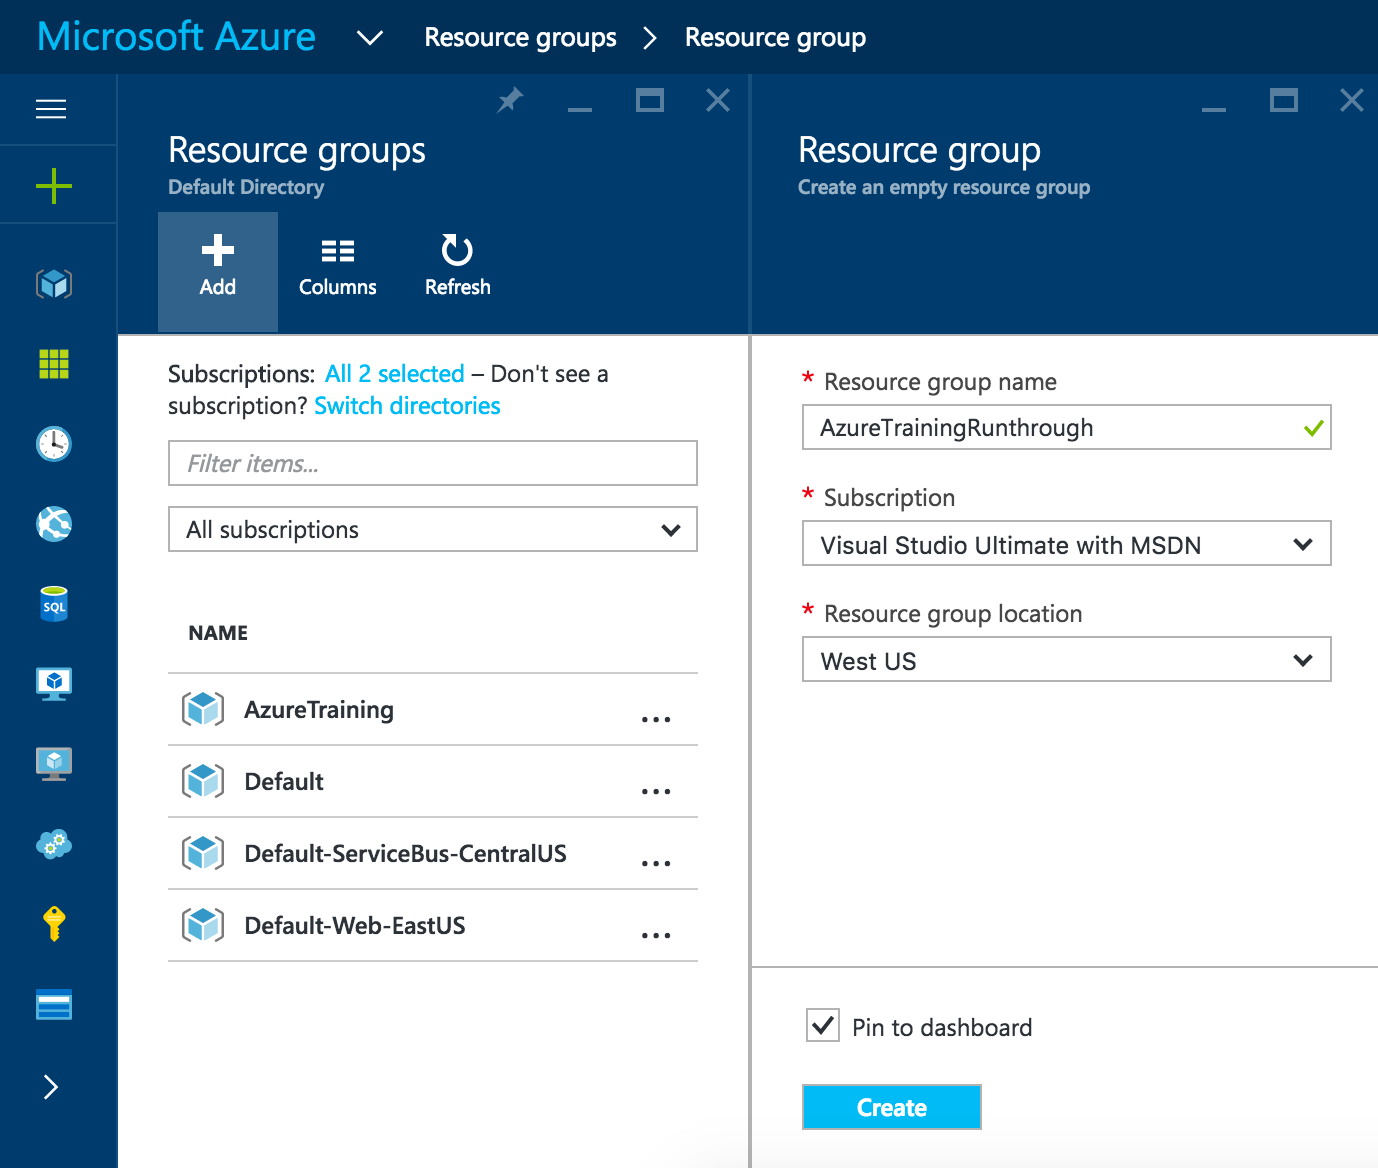 Microsoft Azure
Resource groups
Resource group
Resource groups
Default Directory
Add
Columns
Refresh
Subscriptions: All 2 selected – Don't see a
subscription? Switch directories
Filter items...
All subscriptions
NAME
AzureTraining
...
Default
...
Default-ServiceBus-CentralUS
...
Default-Web-EastUS
...
Resource group
Create an empty resource group
* Resource group name
AzureTrainingRunthrough
* Subscription
Visual Studio Ultimate with MSDN
* Resource group location
West US
Pin to dashboard
Create
SQL